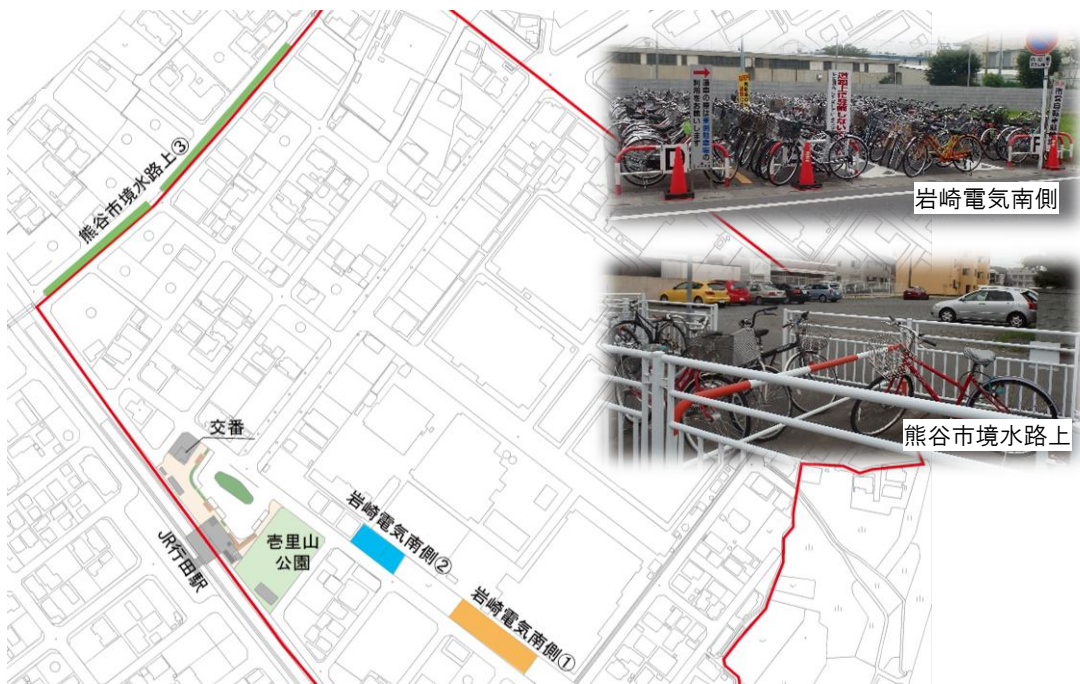 熊谷市境水路上③
交番
JR行田駅
壱里山
公園
岩崎電気南側②
岩崎電気南側①
岩崎電気南側
熊谷市境水路上